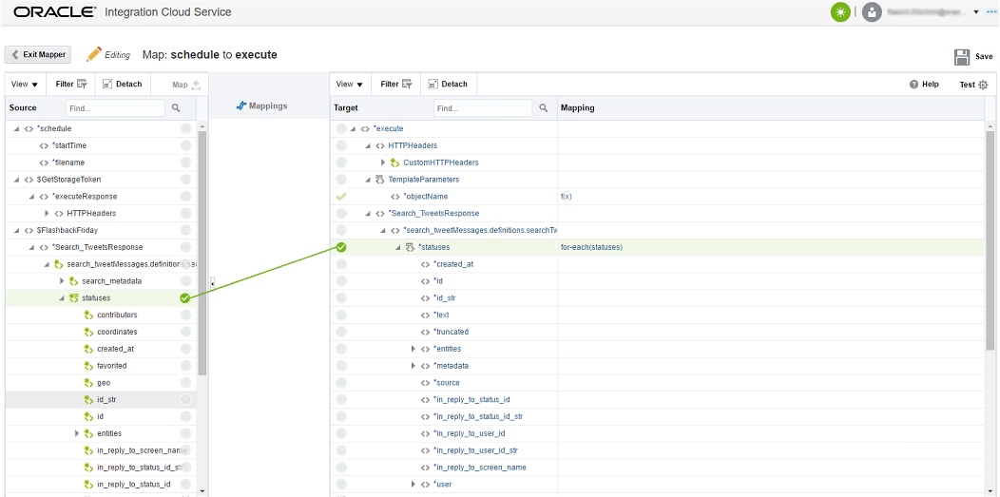 ORACLE® Integration Cloud Service
Exit Mapper Editing Map: schedule to execute Save
View Filter Detach Map
Mappings
View Filter Detach Help Test
Source Find...
Target Find... Mapping
*schedule
*startTime
*filename
$GetStorageToken
*executeResponse
HTTPHeaders
$FlashbackFriday
*Search_TweetsResponse
search_tweetMessages.definitions.sea
search_metadata
statuses
contributors
coordinates
created_at
favorited
geo
id_str
id
entities
in_reply_to_screen_name
in_reply_to_status_id_str
in_reply_to_status_id
*execute
HTTPHeaders
CustomHTTPHeaders
TemplateParameters
*objectName f(x)
*Search_TweetsResponse
*search_tweetMessages.definitions.searchTw
*statuses for-each(statuses)
*created_at
*id
*id_str
*text
*truncated
*entities
*metadata
*source
*in_reply_to_status_id
*in_reply_to_status_id_str
*in_reply_to_user_id
*in_reply_to_user_id_str
*in_reply_to_screen_name
*user